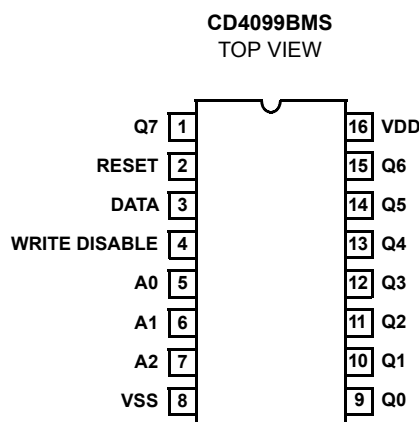 CD4099BMS
TOP VIEW
Q7 1 16 VDD
RESET 2 15 Q6
DATA 3 14 Q5
WRITE DISABLE 4 13 Q4
A0 5 12 Q3
A1 6 11 Q2
A2 7 10 Q1
VSS 8 9 Q0